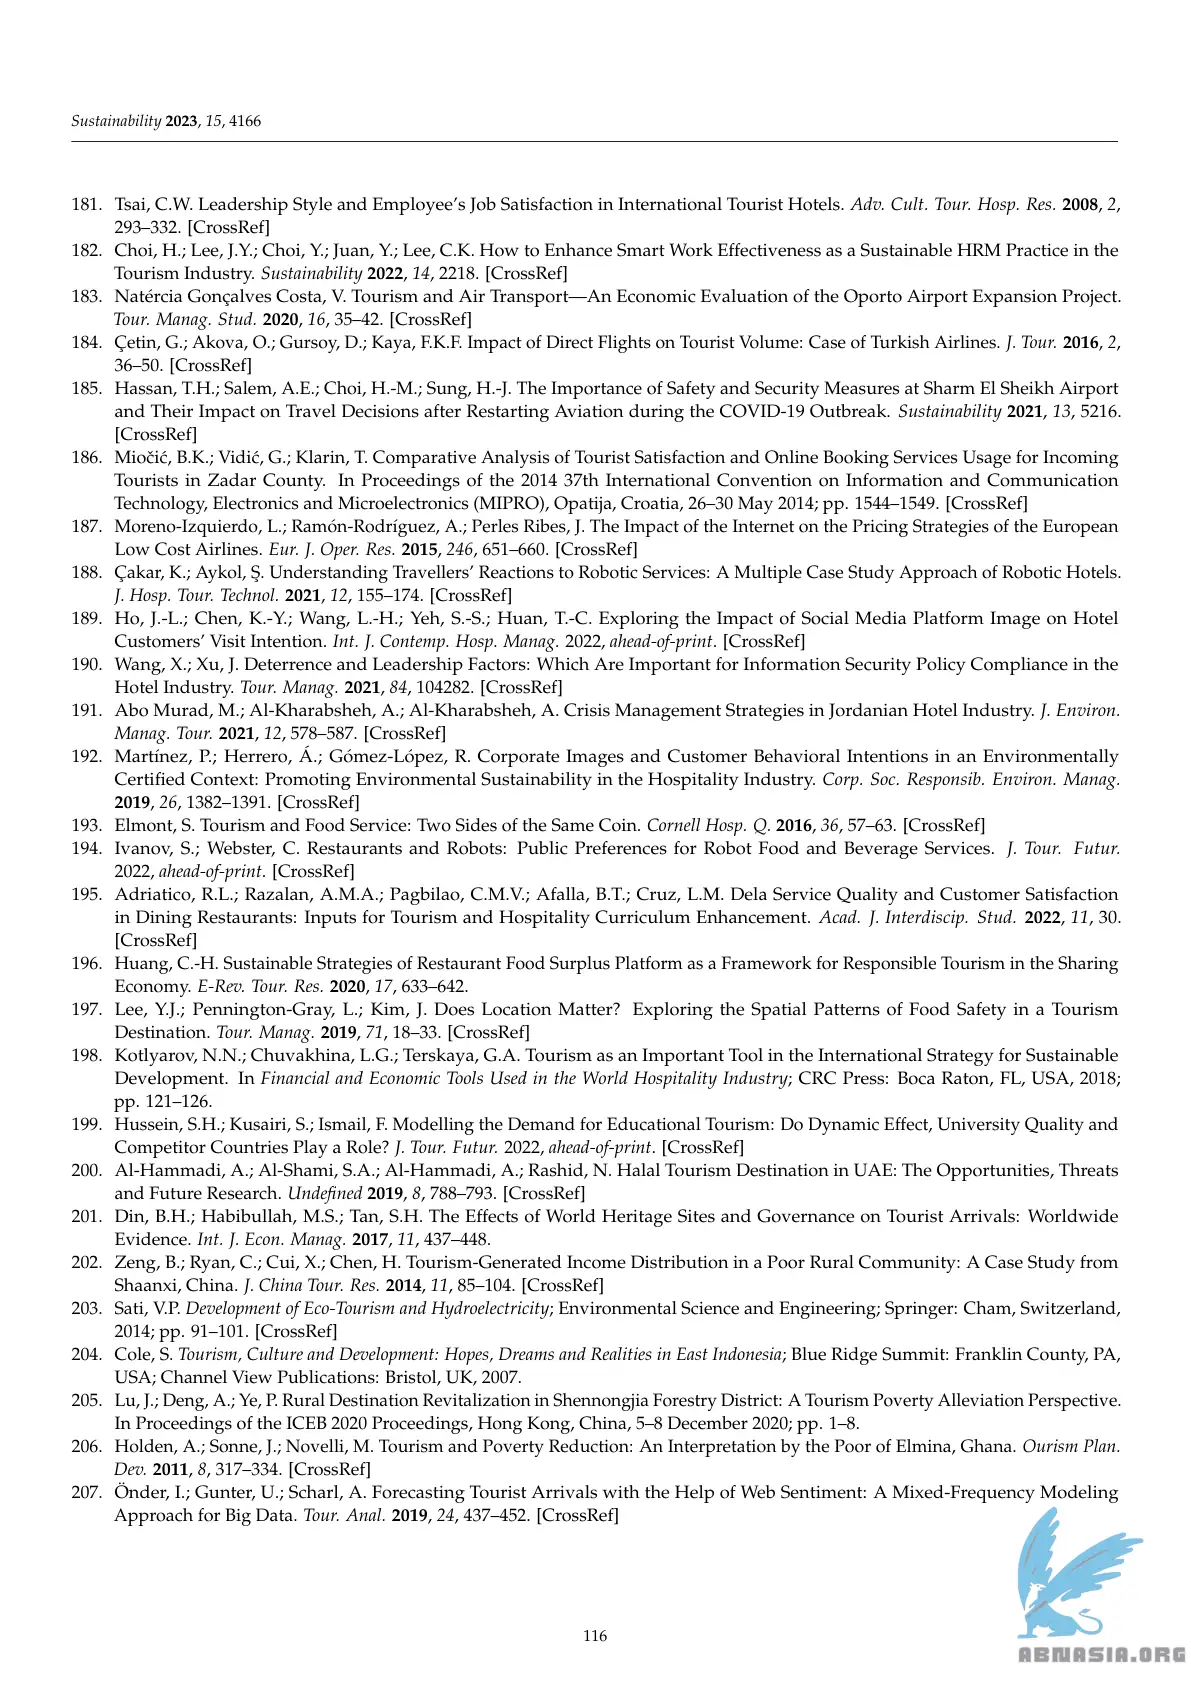 Sustainability 2023, 15, 4166
181. Tsai, C.W. Leadership Style and Employee’s Job Satisfaction in International Tourist Hotels. Adv. Cult. Tour. Hosp. Res. 2008, 2,
293–332. [CrossRef]
182. Choi, H.; Lee, J.Y.; Choi, Y.; Juan, Y.; Lee, C.K. How to Enhance Smart Work Effectiveness as a Sustainable HRM Practice in the
Tourism Industry. Sustainability 2022, 14, 2218. [CrossRef]
183. Natércia Gonçalves Costa, V. Tourism and Air Transport—An Economic Evaluation of the Oporto Airport Expansion Project.
Tour. Manag. Stud. 2020, 16, 35–42. [CrossRef]
184. Çetin, G.; Akova, O.; Gursoy, D.; Kaya, F.K.F. Impact of Direct Flights on Tourist Volume: Case of Turkish Airlines. J. Tour. 2016, 2,
36–50. [CrossRef]
185. Hassan, T.H.; Salem, A.E.; Choi, H.-M.; Sung, H.-J. The Importance of Safety and Security Measures at Sharm El Sheikh Airport
and Their Impact on Travel Decisions after Restarting Aviation during the COVID-19 Outbreak. Sustainability 2021, 13, 5216.
[CrossRef]
186. Miočić, B.K.; Vidić, G.; Klarin, T. Comparative Analysis of Tourist Satisfaction and Online Booking Services Usage for Incoming
Tourists in Zadar County. In Proceedings of the 2014 37th International Convention on Information and Communication
Technology, Electronics and Microelectronics (MIPRO), Opatija, Croatia, 26–30 May 2014; pp. 1544–1549. [CrossRef]
187. Moreno-Izquierdo, L.; Ramón-Rodríguez, A.; Perles Ribes, J. The Impact of the Internet on the Pricing Strategies of the European
Low Cost Airlines. Eur. J. Oper. Res. 2015, 246, 651–660. [CrossRef]
188. Çakar, K.; Aykol, Ş. Understanding Travellers’ Reactions to Robotic Services: A Multiple Case Study Approach of Robotic Hotels.
J. Hosp. Tour. Technol. 2021, 12, 155–174. [CrossRef]
189. Ho, J.-L.; Chen, K.-Y.; Wang, L.-H.; Yeh, S.-S.; Huan, T.-C. Exploring the Impact of Social Media Platform Image on Hotel
Customers’ Visit Intention. Int. J. Contemp. Hosp. Manag. 2022, ahead-of-print. [CrossRef]
190. Wang, X.; Xu, J. Deterrence and Leadership Factors: Which Are Important for Information Security Policy Compliance in the
Hotel Industry. Tour. Manag. 2021, 84, 104282. [CrossRef]
191. Abo Murad, M.; Al-Kharabsheh, A.; Al-Kharabsheh, A. Crisis Management Strategies in Jordanian Hotel Industry. J. Environ.
Manag. Tour. 2021, 12, 578–587. [CrossRef]
192. Martínez, P.; Herrero, Á.; Gómez-López, R. Corporate Images and Customer Behavioral Intentions in an Environmentally
Certified Context: Promoting Environmental Sustainability in the Hospitality Industry. Corp. Soc. Responsib. Environ. Manag.
2019, 26, 1382–1391. [CrossRef]
193. Elmont, S. Tourism and Food Service: Two Sides of the Same Coin. Cornell Hosp. Q. 2016, 36, 57–63. [CrossRef]
194. Ivanov, S.; Webster, C. Restaurants and Robots: Public Preferences for Robot Food and Beverage Services. J. Tour. Futur.
2022, ahead-of-print. [CrossRef]
195. Adriatico, R.L.; Razalan, A.M.A.; Pagbilao, C.M.V.; Afalla, B.T.; Cruz, L.M. Dela Service Quality and Customer Satisfaction
in Dining Restaurants: Inputs for Tourism and Hospitality Curriculum Enhancement. Acad. J. Interdiscip. Stud. 2022, 11, 30.
[CrossRef]
196. Huang, C.-H. Sustainable Strategies of Restaurant Food Surplus Platform as a Framework for Responsible Tourism in the Sharing
Economy. E-Rev. Tour. Res. 2020, 17, 633–642.
197. Lee, Y.J.; Pennington-Gray, L.; Kim, J. Does Location Matter? Exploring the Spatial Patterns of Food Safety in a Tourism
Destination. Tour. Manag. 2019, 71, 18–33. [CrossRef]
198. Kotlyarov, N.N.; Chuvakhina, L.G.; Terskaya, G.A. Tourism as an Important Tool in the International Strategy for Sustainable
Development. In Financial and Economic Tools Used in the World Hospitality Industry; CRC Press: Boca Raton, FL, USA, 2018;
pp. 121–126.
199. Hussein, S.H.; Kusairi, S.; Ismail, F. Modelling the Demand for Educational Tourism: Do Dynamic Effect, University Quality and
Competitor Countries Play a Role? J. Tour. Futur. 2022, ahead-of-print. [CrossRef]
200. Al-Hammadi, A.; Al-Shami, S.A.; Al-Hammadi, A.; Rashid, N. Halal Tourism Destination in UAE: The Opportunities, Threats
and Future Research. Undefined 2019, 8, 788–793. [CrossRef]
201. Din, B.H.; Habibullah, M.S.; Tan, S.H. The Effects of World Heritage Sites and Governance on Tourist Arrivals: Worldwide
Evidence. Int. J. Econ. Manag. 2017, 11, 437–448.
202. Zeng, B.; Ryan, C.; Cui, X.; Chen, H. Tourism-Generated Income Distribution in a Poor Rural Community: A Case Study from
Shaanxi, China. J. China Tour. Res. 2014, 11, 85–104. [CrossRef]
203. Sati, V.P. Development of Eco-Tourism and Hydroelectricity; Environmental Science and Engineering; Springer: Cham, Switzerland,
2014; pp. 91–101. [CrossRef]
204. Cole, S. Tourism, Culture and Development: Hopes, Dreams and Realities in East Indonesia; Blue Ridge Summit: Franklin County, PA,
USA; Channel View Publications: Bristol, UK, 2007.
205. Lu, J.; Deng, A.; Ye, P. Rural Destination Revitalization in Shennongjia Forestry District: A Tourism Poverty Alleviation Perspective.
In Proceedings of the ICEB 2020 Proceedings, Hong Kong, China, 5–8 December 2020; pp. 1–8.
206. Holden, A.; Sonne, J.; Novelli, M. Tourism and Poverty Reduction: An Interpretation by the Poor of Elmina, Ghana. Ourism Plan.
Dev. 2011, 8, 317–334. [CrossRef]
207. Önder, I.; Gunter, U.; Scharl, A. Forecasting Tourist Arrivals with the Help of Web Sentiment: A Mixed-Frequency Modeling
Approach for Big Data. Tour. Anal. 2019, 24, 437–452. [CrossRef]
116
ABNASIA.ORG